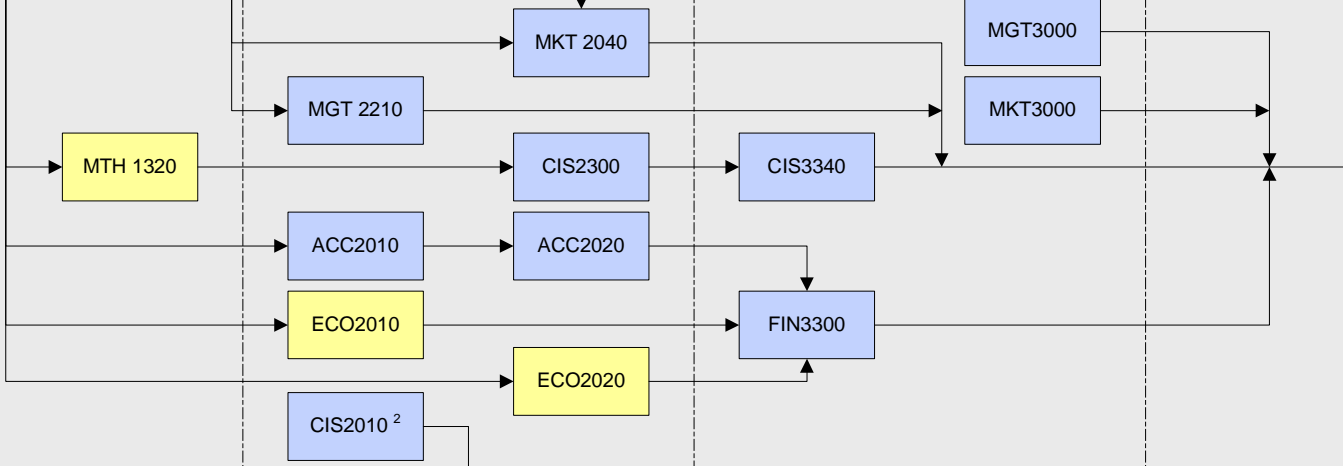 MKT 2040
MGT3000
MGT 2210
MKT3000
MTH 1320
CIS2300
CIS3340
ACC2010
ACC2020
ECO2010
FIN3300
ECO2020
CIS2010 ²